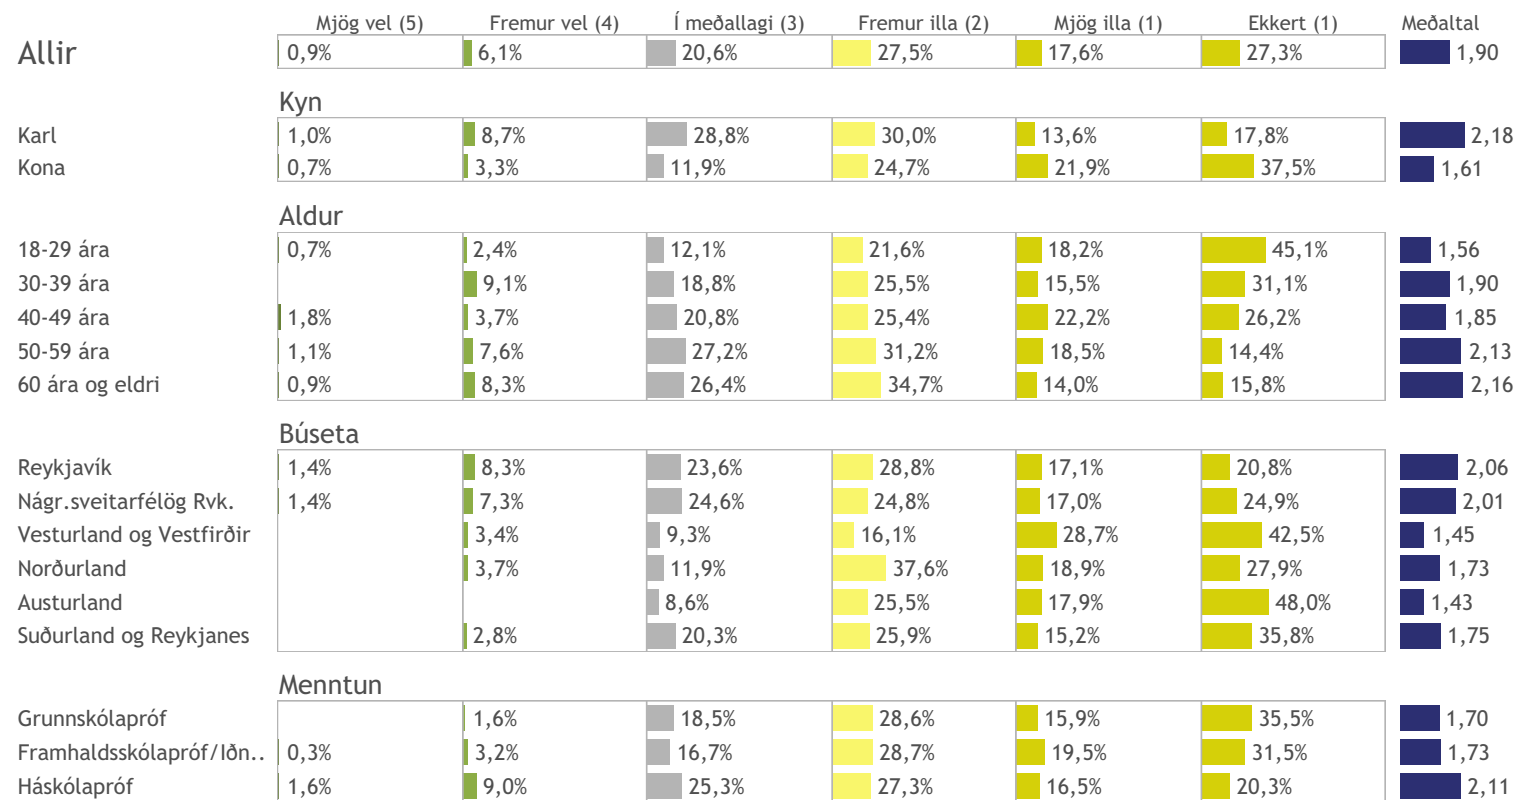 Mjög vel (5) Fremur vel (4) Í meðallagi (3) Fremur illa (2) Mjög illa (1) Ekkert (1) Meðaltal
Allir 0,9% 6,1% 20,6% 27,5% 17,6% 27,3% 1,90
Kyn
Karl 1,0% 8,7% 28,8% 30,0% 13,6% 17,8% 2,18
Kona 0,7% 3,3% 11,9% 24,7% 21,9% 37,5% 1,61
Aldur
18-29 ára 0,7% 2,4% 12,1% 21,6% 18,2% 45,1% 1,56
30-39 ára 9,1% 18,8% 25,5% 15,5% 31,1% 1,90
40-49 ára 1,8% 3,7% 20,8% 25,4% 22,2% 26,2% 1,85
50-59 ára 1,1% 7,6% 27,2% 31,2% 18,5% 14,4% 2,13
60 ára og eldri 0,9% 8,3% 26,4% 34,7% 14,0% 15,8% 2,16
Búseta
Reykjavík 1,4% 8,3% 23,6% 28,8% 17,1% 20,8% 2,06
Nágr.sveitarfélög Rvk. 1,4% 7,3% 24,6% 24,8% 17,0% 24,9% 2,01
Vesturland og Vestfirðir 3,4% 9,3% 16,1% 28,7% 42,5% 1,45
Norðurland 3,7% 11,9% 37,6% 18,9% 27,9% 1,73
Austurland 8,6% 25,5% 17,9% 48,0% 1,43
Suðurland og Reykjanes 2,8% 20,3% 25,9% 15,2% 35,8% 1,75
Menntun
Grunnskólapróf 1,6% 18,5% 28,6% 15,9% 35,5% 1,70
Framhaldsskólapróf/Iðn.. 0,3% 3,2% 16,7% 28,7% 19,5% 31,5% 1,73
Háskólapróf 1,6% 9,0% 25,3% 27,3% 16,5% 20,3% 2,11